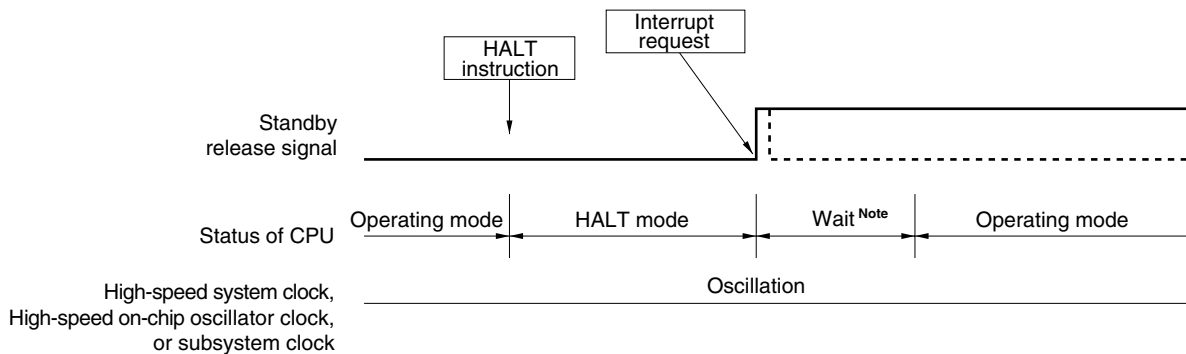 Interrupt
request
HALT
instruction
Standby
release signal
Status of CPU
Operating mode
HALT mode
Wait Note
Operating mode
High-speed system clock,
High-speed on-chip oscillator clock,
or subsystem clock
Oscillation